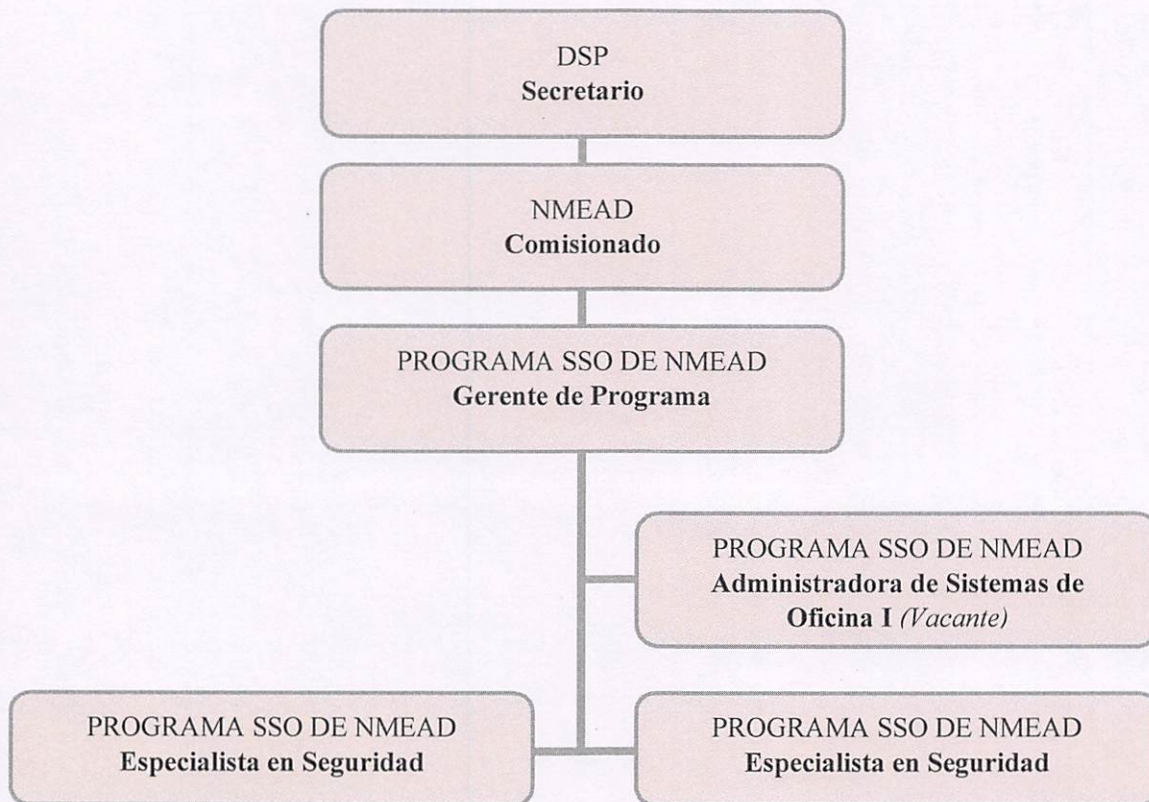 DSP
Secretario
NMEAD
Comisionado
PROGRAMA SSO DE NMEAD
Gerente de Programa
PROGRAMA SSO DE NMEAD
Administradora de Sistemas de
Oficina I (Vacante)
PROGRAMA SSO DE NMEAD
Especialista en Seguridad
PROGRAMA SSO DE NMEAD
Especialista en Seguridad